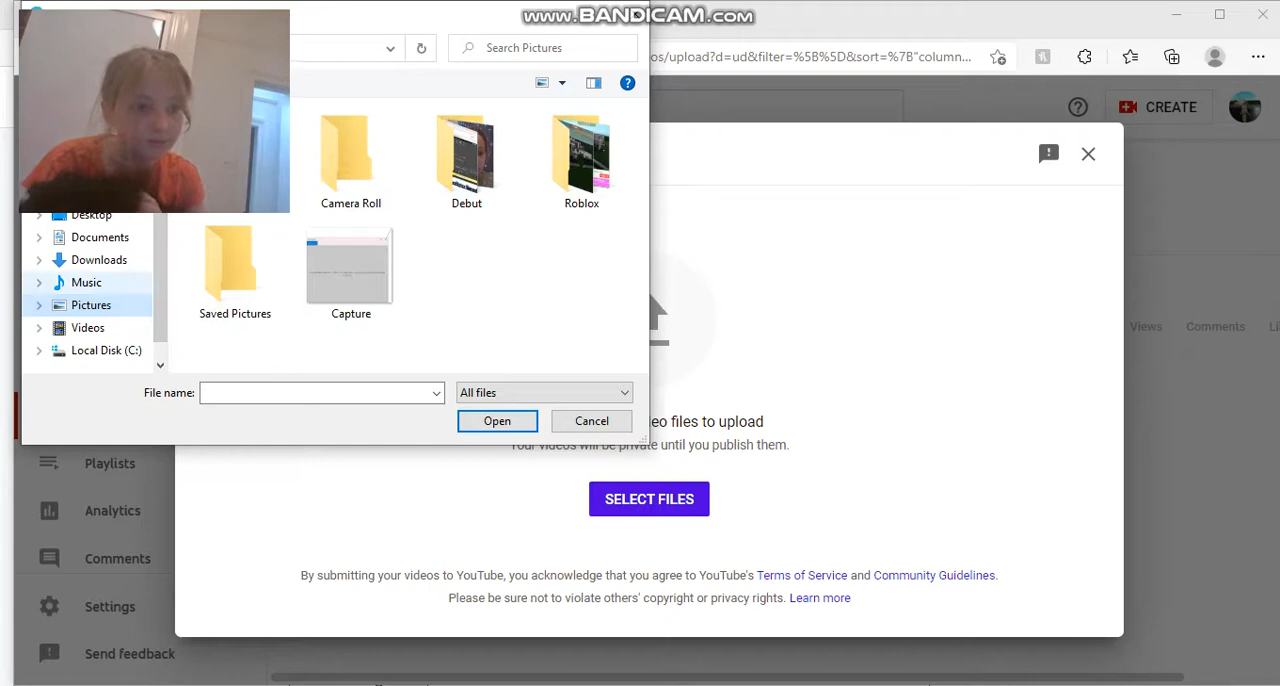 www.BANDICAM.com
Search Pictures
os/upload?d=ud&filter=%5B%5D&sort=%7B"column...
CREATE
Camera Roll
Debut
Roblox
Desktop
Documents
Downloads
Music
Pictures
Videos
Local Disk (C:)
Saved Pictures
Capture
Views
Comments
Li
File name:
All files
Open
Cancel
eo files to upload
Your videos will be private until you publish them.
SELECT FILES
Playlists
Analytics
Comments
Settings
Send feedback
By submitting your videos to YouTube, you acknowledge that you agree to YouTube's Terms of Service and Community Guidelines.
Please be sure not to violate others' copyright or privacy rights. Learn more